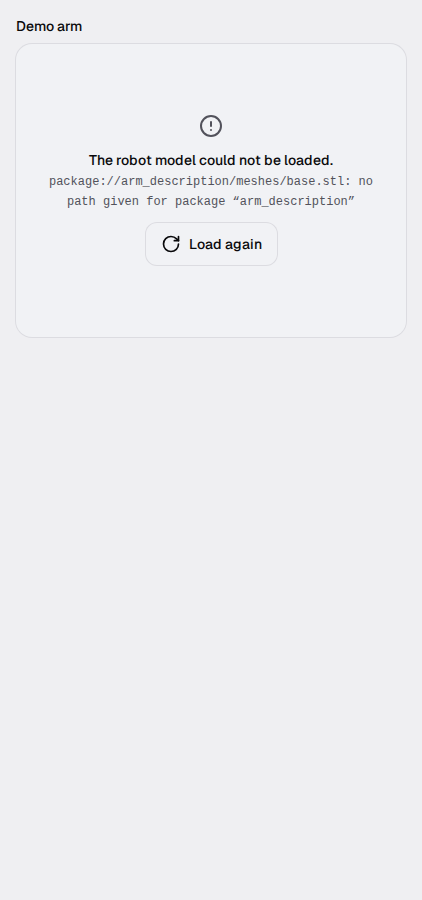 Demo arm
The robot model could not be loaded.
package://arm_description/meshes/base.stl: no
path given for package “arm_description”
Load again